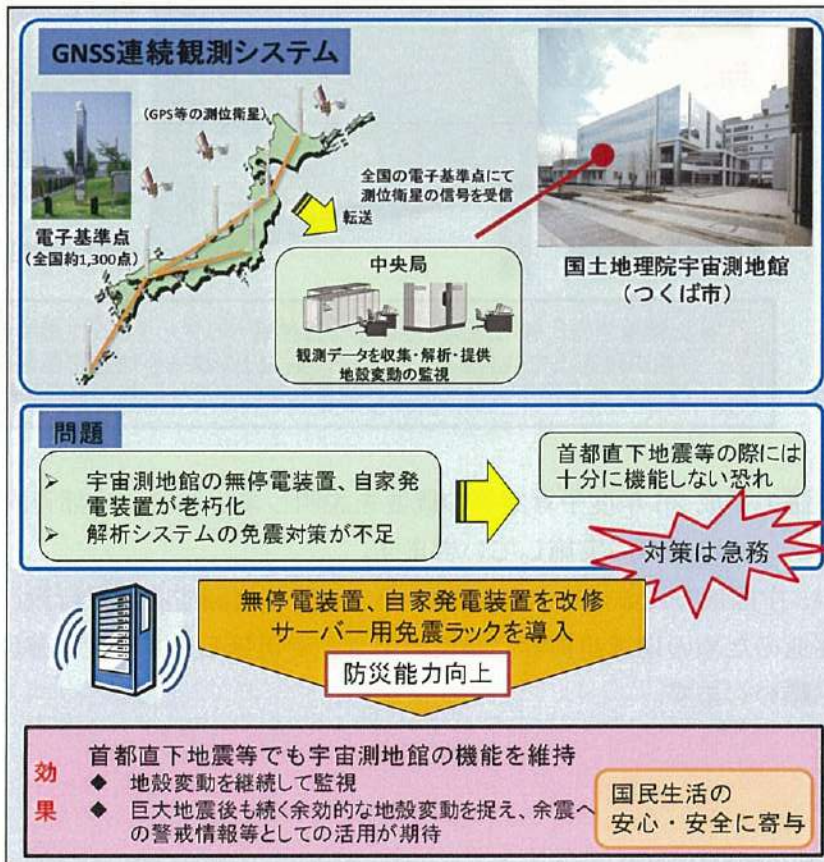 GNSS連続観測システム
(GPS等の測位衛星)
電子基準点
(全国約1,300点)
全国の電子基準点にて
測位衛星の信号を受信
転送
中央局
観測データを収集・解析・提供
地殻変動の監視
国土地理院宇宙測地館
(つくば市)
問題
➢ 宇宙測地館の無停電装置、自家発
電装置が老朽化
➢ 解析システムの免震対策が不足
首都直下地震等の際には
十分に機能しない恐れ
対策は急務
無停電装置、自家発電装置を改修
サーバー用免震ラックを導入
防災能力向上
効果
首都直下地震等でも宇宙測地館の機能を維持
◆ 地殻変動を継続して監視
◆ 巨大地震後も続く余効的な地殻変動を捉え、余震へ
の警戒情報等としての活用が期待
国民生活の
安心・安全に寄与